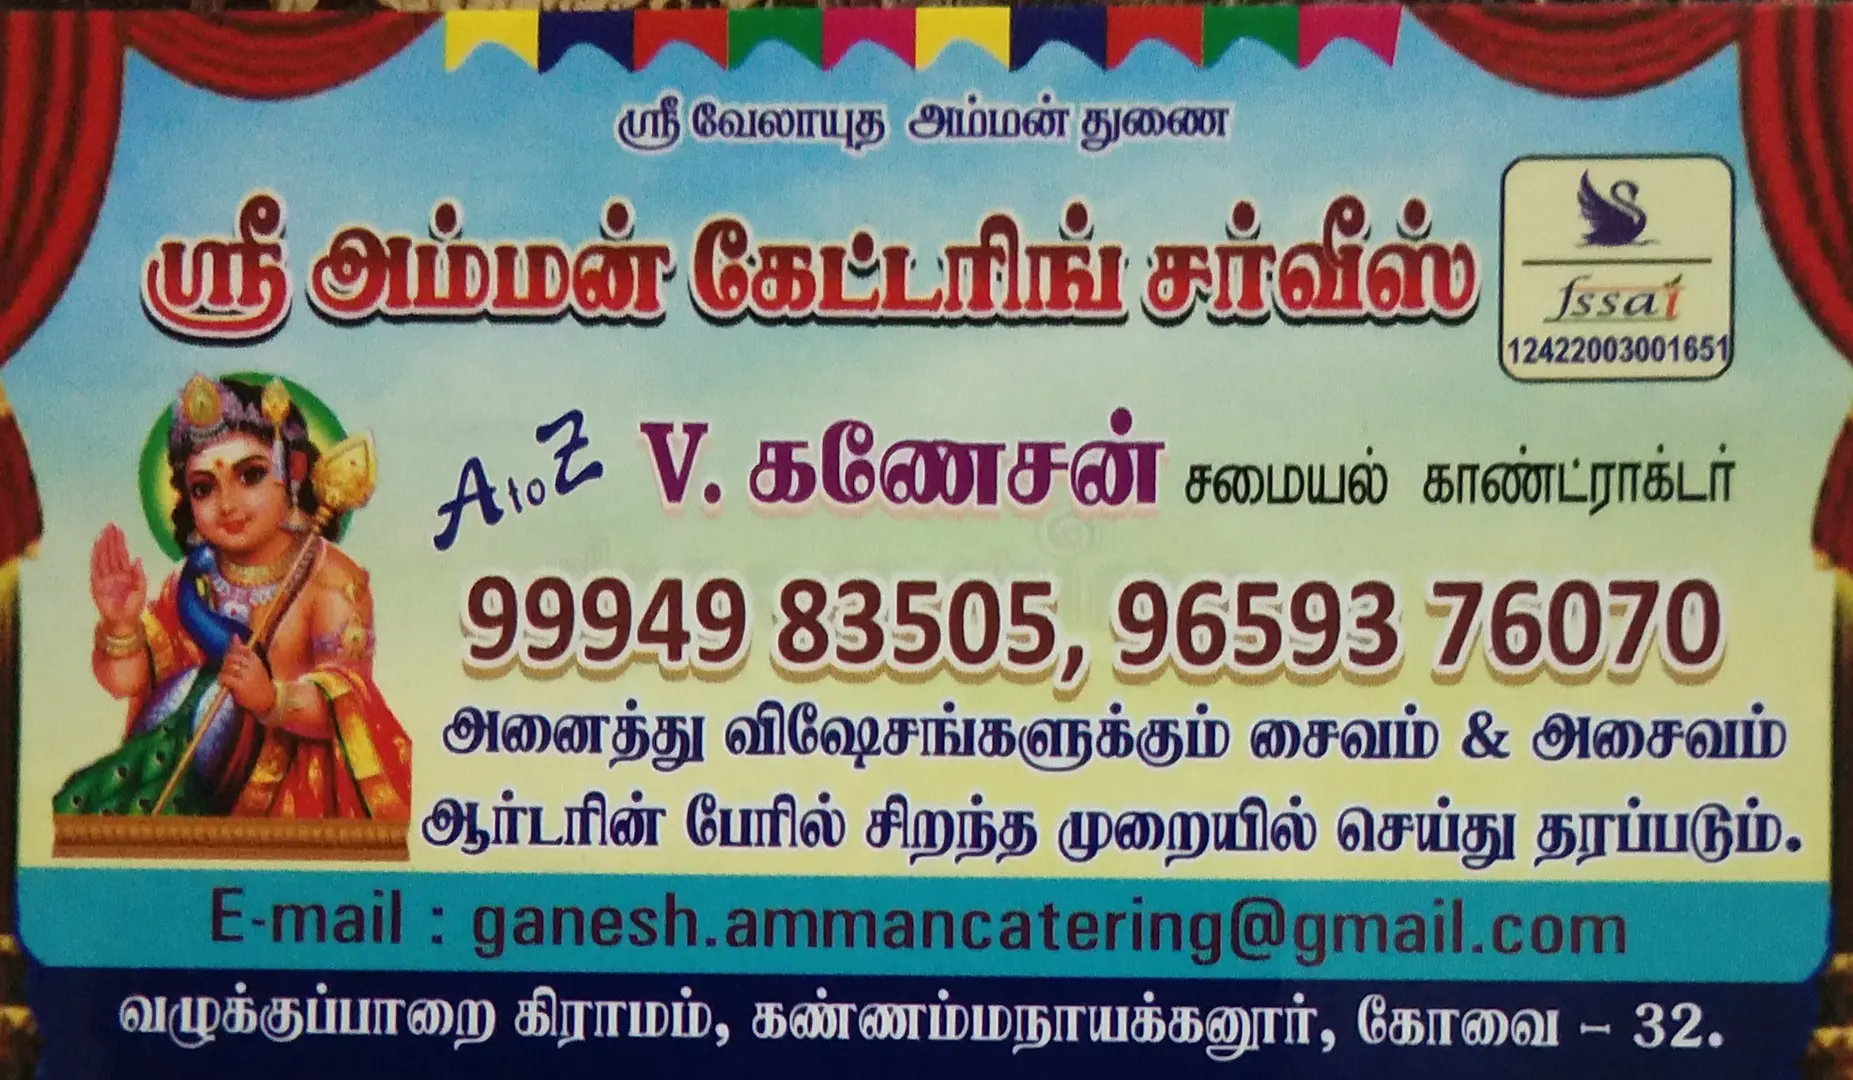 ஸ்ரீ வேலாயுத அம்மன் துணை
ஸ்ரீ அம்மன் கேட்டரிங் சர்வீஸ்
fssai
12422003001651
A to Z V. கணேசன் சமையல் காண்ட்ராக்டர்
99949 83505, 96593 76070
அனைத்து விஷேசங்களுக்கும் சைவம் & அசைவம்
ஆர்டரின் பேரில் சிறந்த முறையில் செய்து தரப்படும்.
E-mail : ganesh.ammancatering@gmail.com
வழுக்குப்பாறை கிராமம், கண்ணம்மநாயக்கனூர், கோவை - 32.